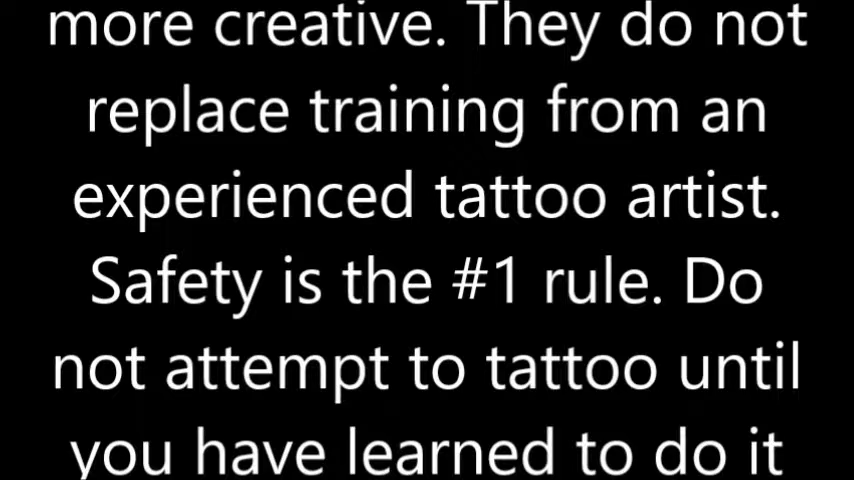 more creative. They do not
replace training from an
experienced tattoo artist.
Safety is the #1 rule. Do
not attempt to tattoo until
you have learned to do it